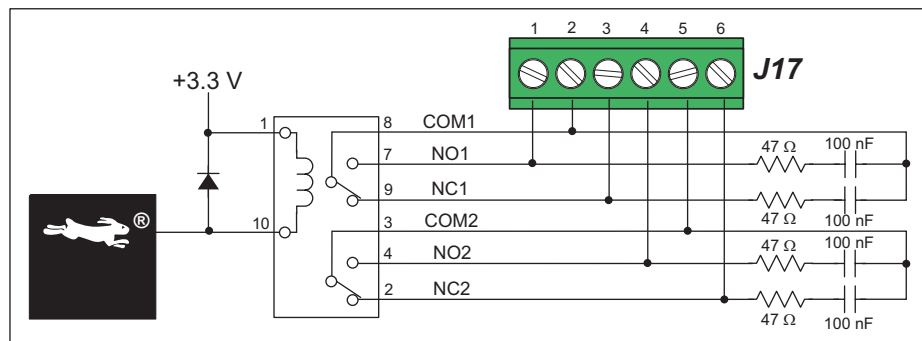 1 2 3 4 5 6
J17
+3.3 V
1
8 COM1
100 nF
7 NO1
47 Ω
9 NC1
47 Ω
100 nF
®
10
3 COM2
100 nF
4 NO2
47 Ω
2 NC2
47 Ω
100 nF